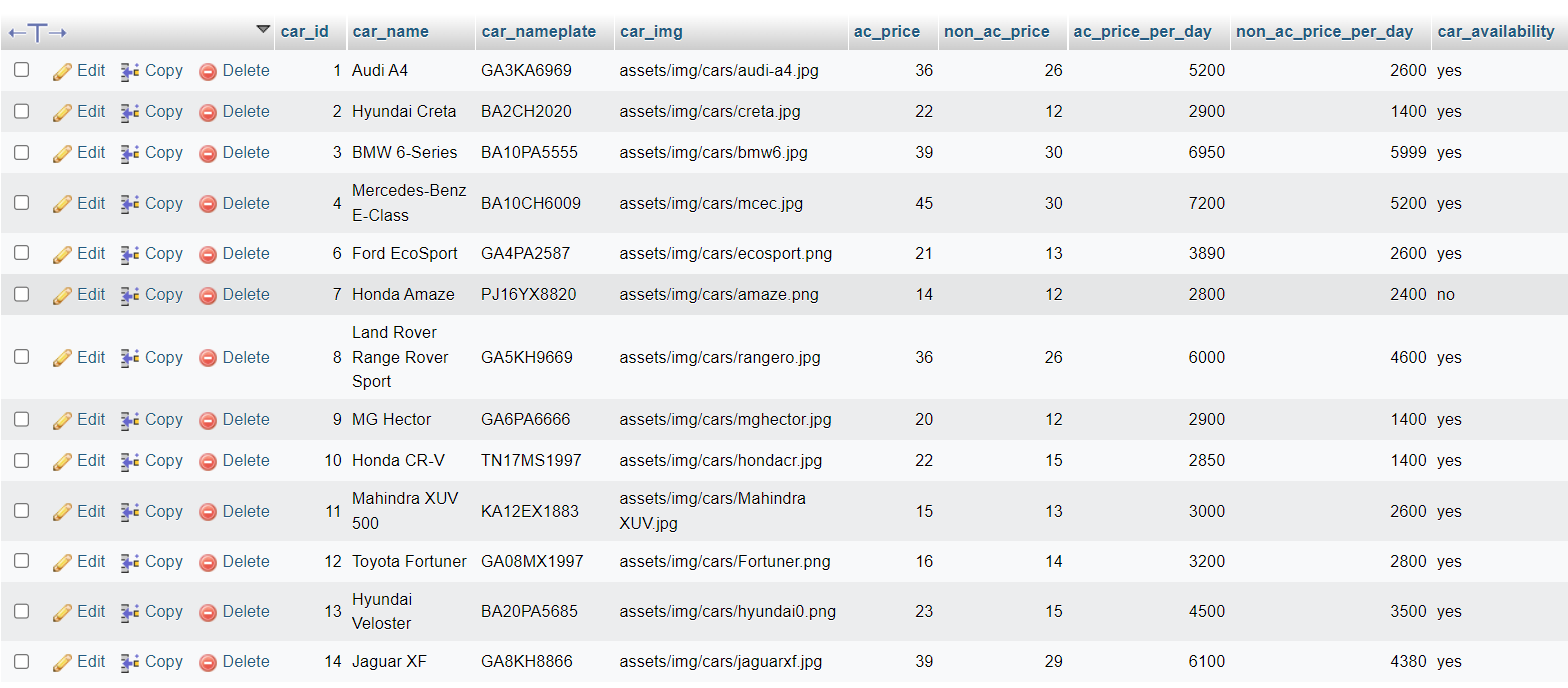 ←T→ car_id car_name car_nameplate car_img ac_price non_ac_price ac_price_per_day non_ac_price_per_day car_availability
Edit Copy Delete 1 Audi A4 GA3KA6969 assets/img/cars/audi-a4.jpg 36 26 5200 2600 yes
Edit Copy Delete 2 Hyundai Creta BA2CH2020 assets/img/cars/creta.jpg 22 12 2900 1400 yes
Edit Copy Delete 3 BMW 6-Series BA10PA5555 assets/img/cars/bmw6.jpg 39 30 6950 5999 yes
Mercedes-Benz
Edit Copy Delete 4 BA10CH6009 assets/img/cars/mcec.jpg 45 30 7200 5200 yes
E-Class
Edit Copy Delete 6 Ford EcoSport GA4PA2587 assets/img/cars/ecosport.png 21 13 3890 2600 yes
Edit Copy Delete 7 Honda Amaze PJ16YX8820 assets/img/cars/amaze.png 14 12 2800 2400 no
Land Rover
Edit Copy Delete 8 Range Rover GA5KH9669 assets/img/cars/rangero.jpg 36 26 6000 4600 yes
Sport
Edit Copy Delete 9 MG Hector GA6PA6666 assets/img/cars/mghector.jpg 20 12 2900 1400 yes
Edit Copy Delete 10 Honda CR-V TN17MS1997 assets/img/cars/hondacr.jpg 22 15 2850 1400 yes
Mahindra XUV assets/img/cars/Mahindra
Edit Copy Delete 11 KA12EX1883 15 13 3000 2600 yes
500 XUV.jpg
Edit Copy Delete 12 Toyota Fortuner GA08MX1997 assets/img/cars/Fortuner.png 16 14 3200 2800 yes
Hyundai
Edit Copy Delete 13 BA20PA5685 assets/img/cars/hyundai0.png 23 15 4500 3500 yes
Veloster
Edit Copy Delete 14 Jaguar XF GA8KH8866 assets/img/cars/jaguarxf.jpg 39 29 6100 4380 yes